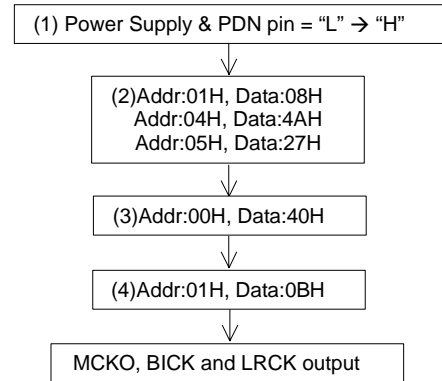 (1) Power Supply & PDN pin = “L” → “H”
(2)Addr:01H, Data:08H
Addr:04H, Data:4AH
Addr:05H, Data:27H
(3)Addr:00H, Data:40H
(4)Addr:01H, Data:0BH
MCKO, BICK and LRCK output